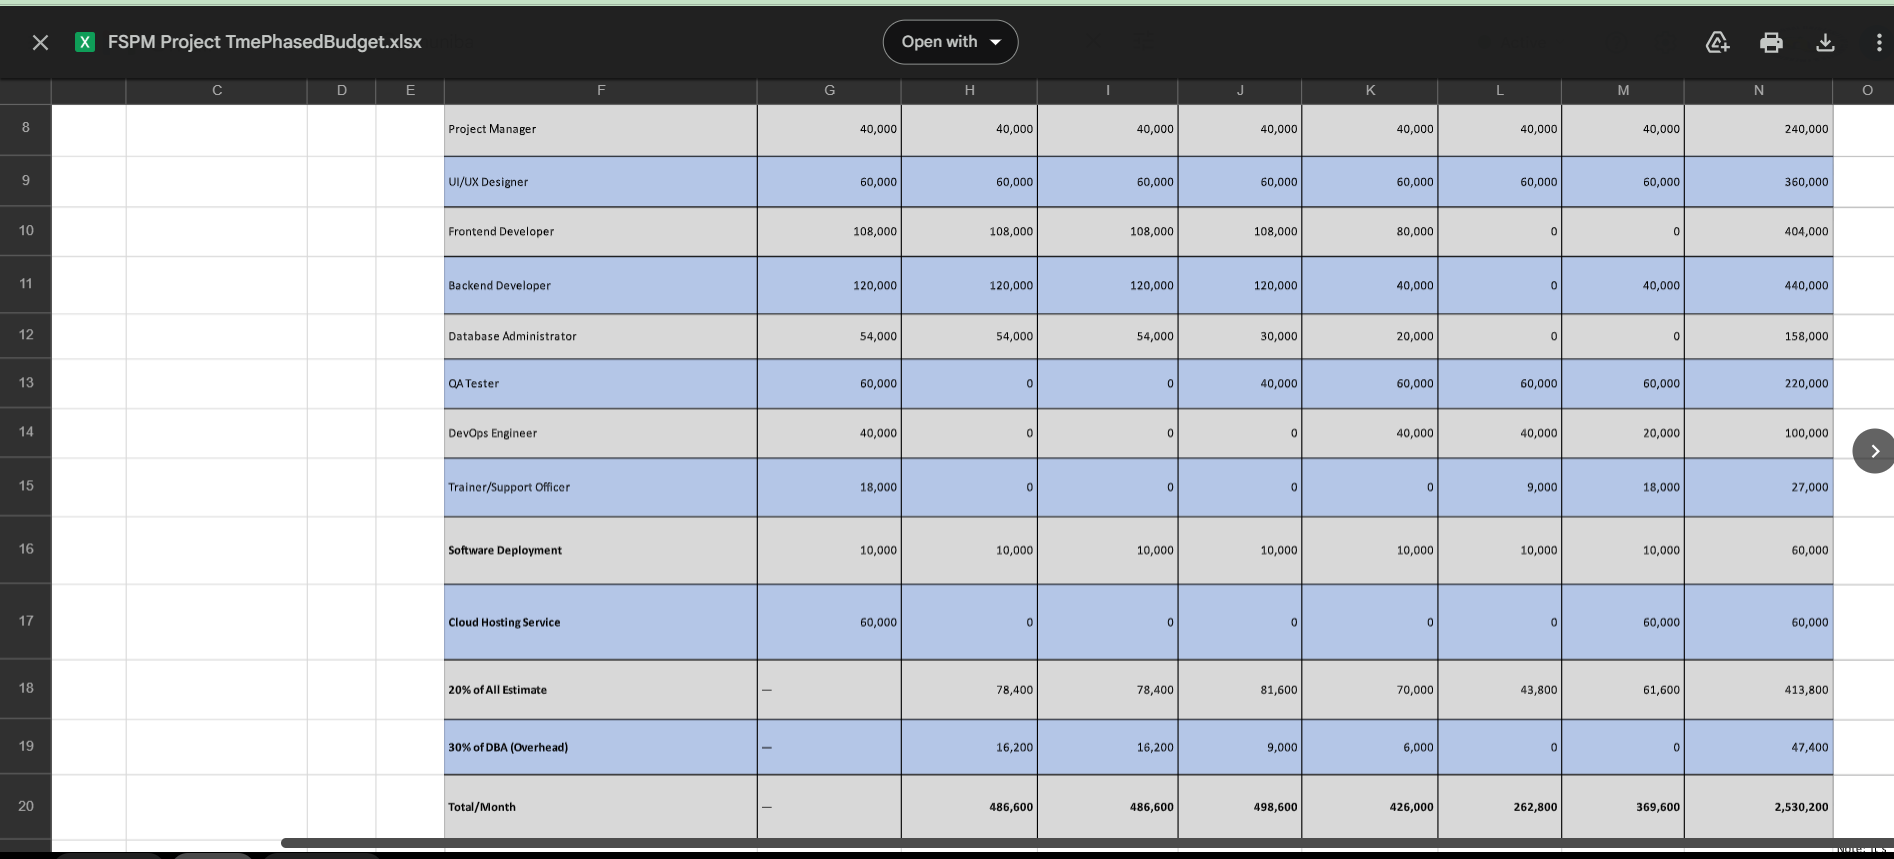 FSPM Project TmePhasedBudget.xlsx Open with
C D E F G H I J K L M N O
8 Project Manager 40,000 40,000 40,000 40,000 40,000 40,000 40,000 240,000
9 UI/UX Designer 60,000 60,000 60,000 60,000 60,000 60,000 60,000 360,000
10 Frontend Developer 108,000 108,000 108,000 108,000 80,000 0 0 404,000
11 Backend Developer 120,000 120,000 120,000 120,000 40,000 0 40,000 440,000
12 Database Administrator 54,000 54,000 54,000 30,000 20,000 0 0 158,000
13 QA Tester 60,000 0 0 40,000 60,000 60,000 60,000 220,000
14 DevOps Engineer 40,000 0 0 0 40,000 40,000 20,000 100,000
15 Trainer/Support Officer 18,000 0 0 0 0 9,000 18,000 27,000
16 Software Deployment 10,000 10,000 10,000 10,000 10,000 10,000 10,000 60,000
17 Cloud Hosting Service 60,000 0 0 0 0 0 60,000 60,000
18 20% of All Estimate — 78,400 78,400 81,600 70,000 43,800 61,600 413,800
19 30% of DBA (Overhead) — 16,200 16,200 9,000 6,000 0 0 47,400
20 Total/Month — 486,600 486,600 498,600 426,000 262,800 369,600 2,530,200